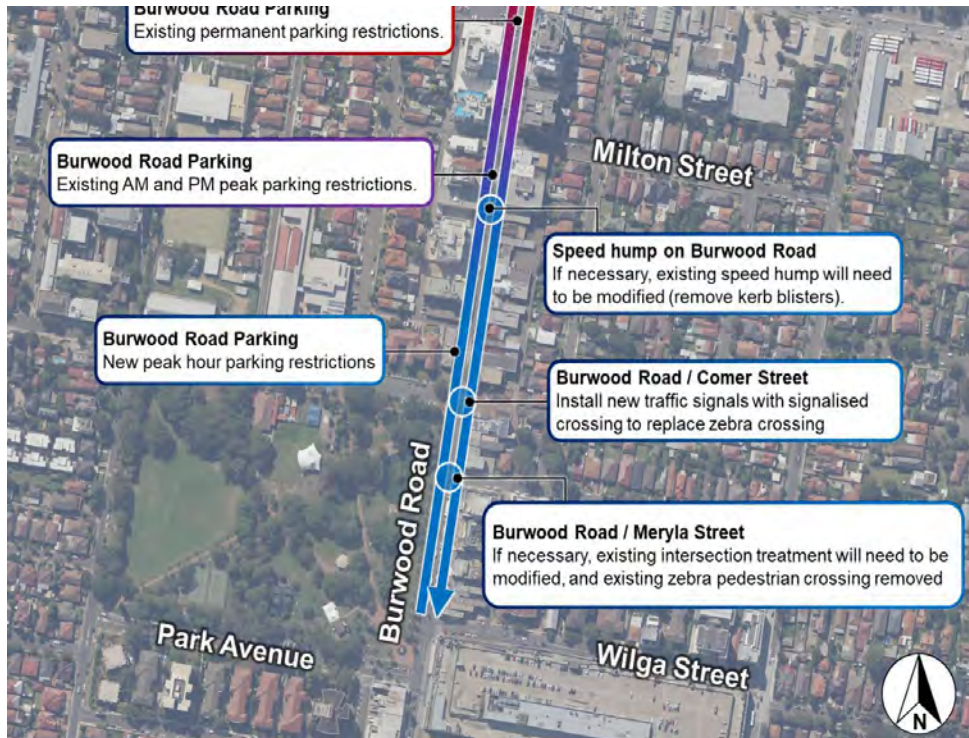 Burwood Road Parking
Existing permanent parking restrictions.
Burwood Road Parking
Existing AM and PM peak parking restrictions.
Milton Street
Speed hump on Burwood Road
If necessary, existing speed hump will need
to be modified (remove kerb blisters).
Burwood Road Parking
New peak hour parking restrictions
Burwood Road / Comer Street
Install new traffic signals with signalised
crossing to replace zebra crossing
Burwood Road
Burwood Road / Meryla Street
If necessary, existing intersection treatment will need to be
modified, and existing zebra pedestrian crossing removed
Park Avenue
Wilga Street
N